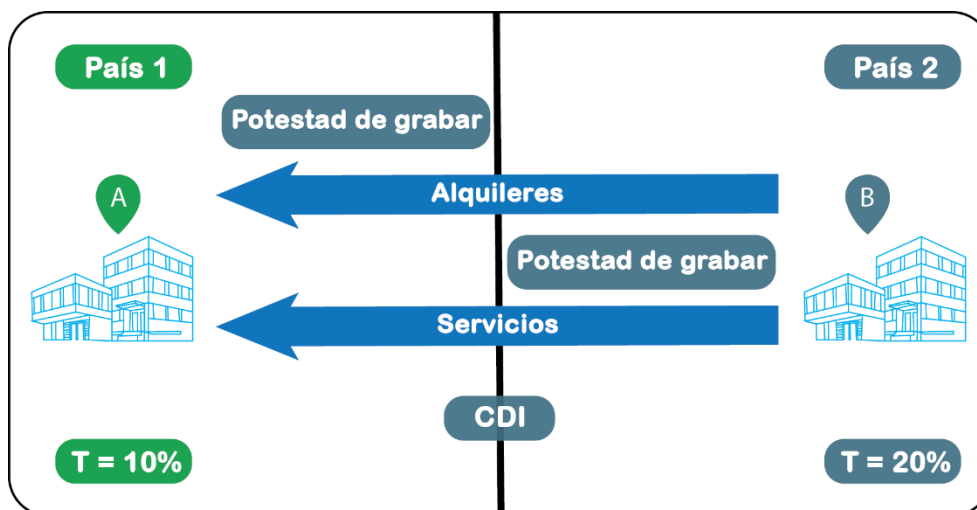 País 1
País 2
Potestad de grabar
Alquileres
A
B
Potestad de grabar
Servicios
CDI
T = 10%
T = 20%